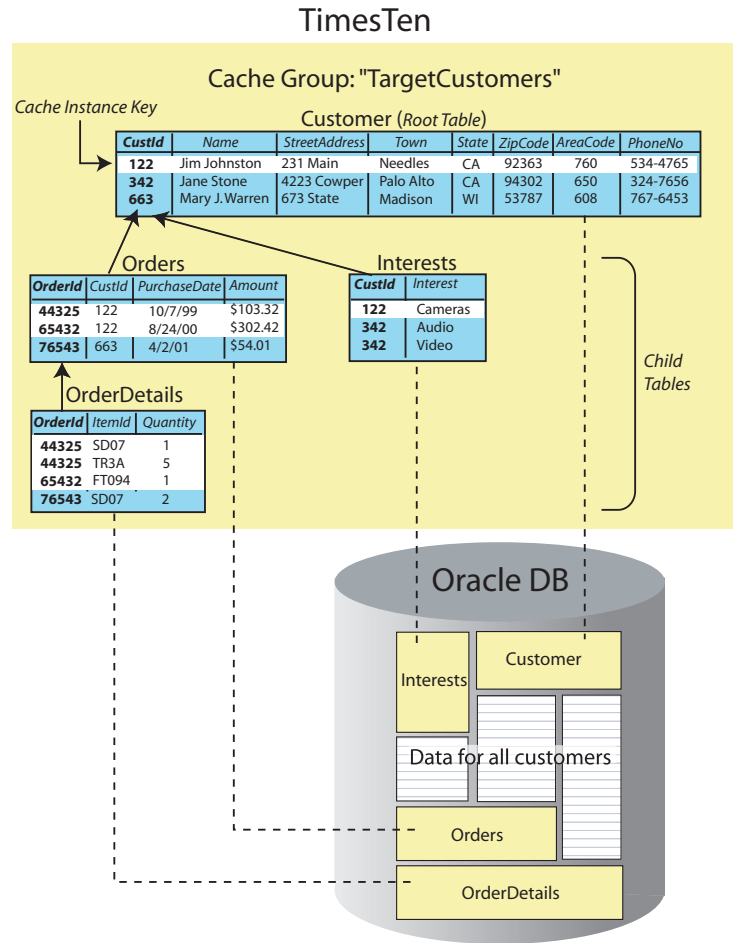 TimesTen
Cache Group: "TargetCustomers"
Cache Instance Key
Customer (Root Table)
CustId Name StreetAddress Town State ZipCode AreaCode PhoneNo
122 Jim Johnston 231 Main Needles CA 92363 760 534-4765
342 Jane Stone 4223 Cowper Palo Alto CA 94302 650 324-7656
663 Mary J. Warren 673 State Madison WI 53787 608 767-6453
Orders
OrderId CustId PurchaseDate Amount
44325 122 10/7/99 $103.32
65432 122 8/24/00 $302.42
76543 663 4/2/01 $54.01
Interests
CustId Interest
122 Cameras
342 Audio
342 Video
Child
Tables
OrderDetails
OrderId ItemId Quantity
44325 SD07 1
44325 TR3A 5
65432 FT094 1
76543 SD07 2
Oracle DB
Interests
Customer
Data for all customers
Orders
OrderDetails